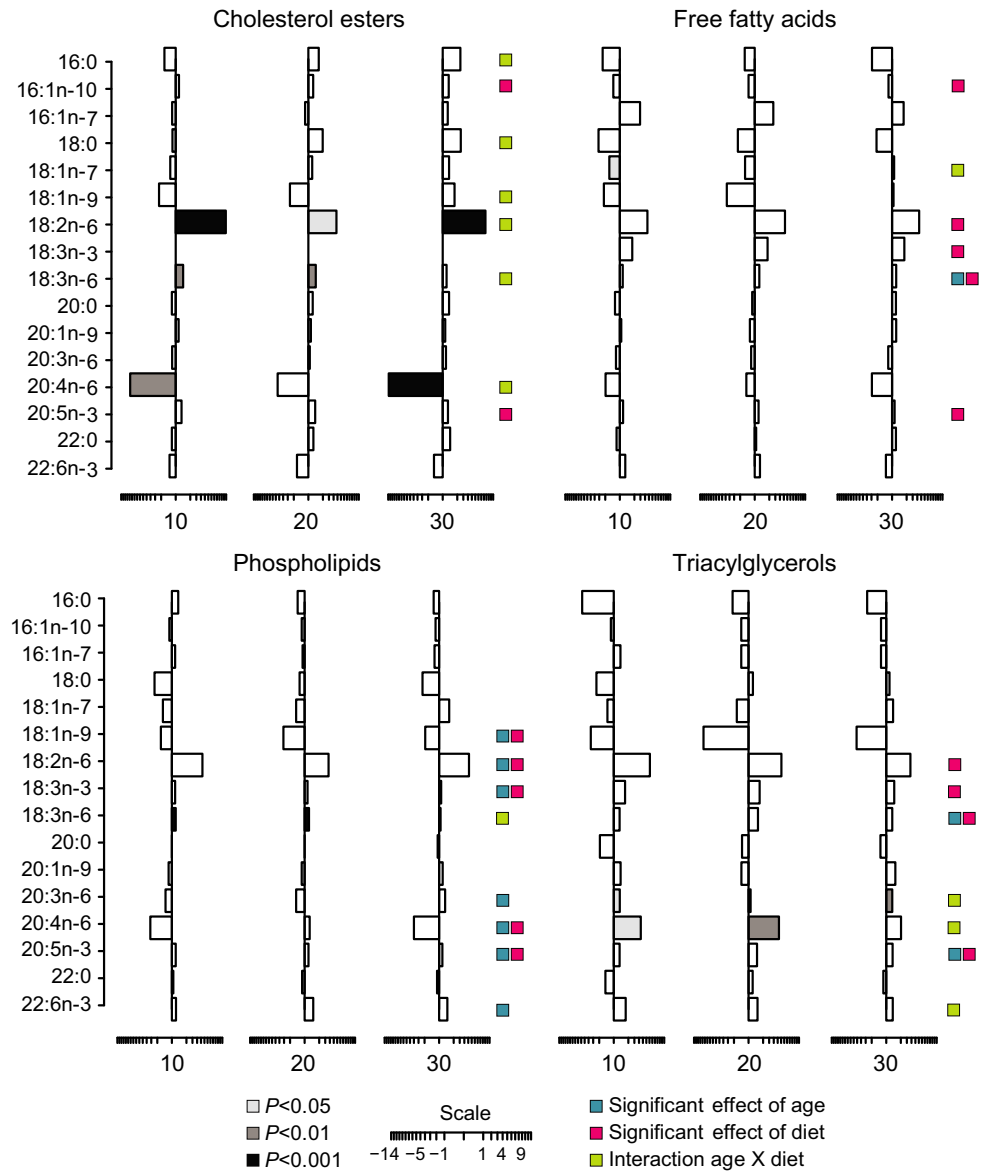 Cholesterol esters
Free fatty acids
16:0
16:1n-10
16:1n-7
18:0
18:1n-7
18:1n-9
18:2n-6
18:3n-3
18:3n-6
20:0
20:1n-9
20:3n-6
20:4n-6
20:5n-3
22:0
22:6n-3
10 20 30
10 20 30
Phospholipids
Triacylglycerols
16:0
16:1n-10
16:1n-7
18:0
18:1n-7
18:1n-9
18:2n-6
18:3n-3
18:3n-6
20:0
20:1n-9
20:3n-6
20:4n-6
20:5n-3
22:0
22:6n-3
10 20 30
10 20 30
P<0.05
P<0.01
P<0.001
Scale
−14 −5 −1 1 4 9
Significant effect of age
Significant effect of diet
Interaction age X diet